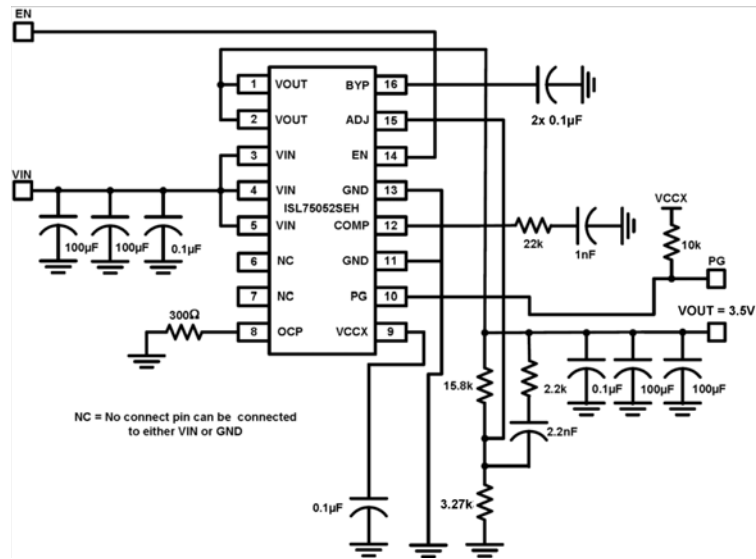 EN
1 VOUT BYP 16
2x 0.1µF
2 VOUT ADJ 15
3 VIN EN 14
VIN
4 VIN GND 13
ISL75052SEH
VCCX
5 VIN COMP 12
22k
1nF
10k
100µF 100µF 0.1µF
PG
6 NC GND 11
7 NC PG 10
VOUT = 3.5V
300Ω
8 OCP VCCX 9
15.8k
2.2k
0.1µF 100µF 100µF
NC = No connect pin can be connected
to either VIN or GND
2.2nF
0.1µF
3.27k